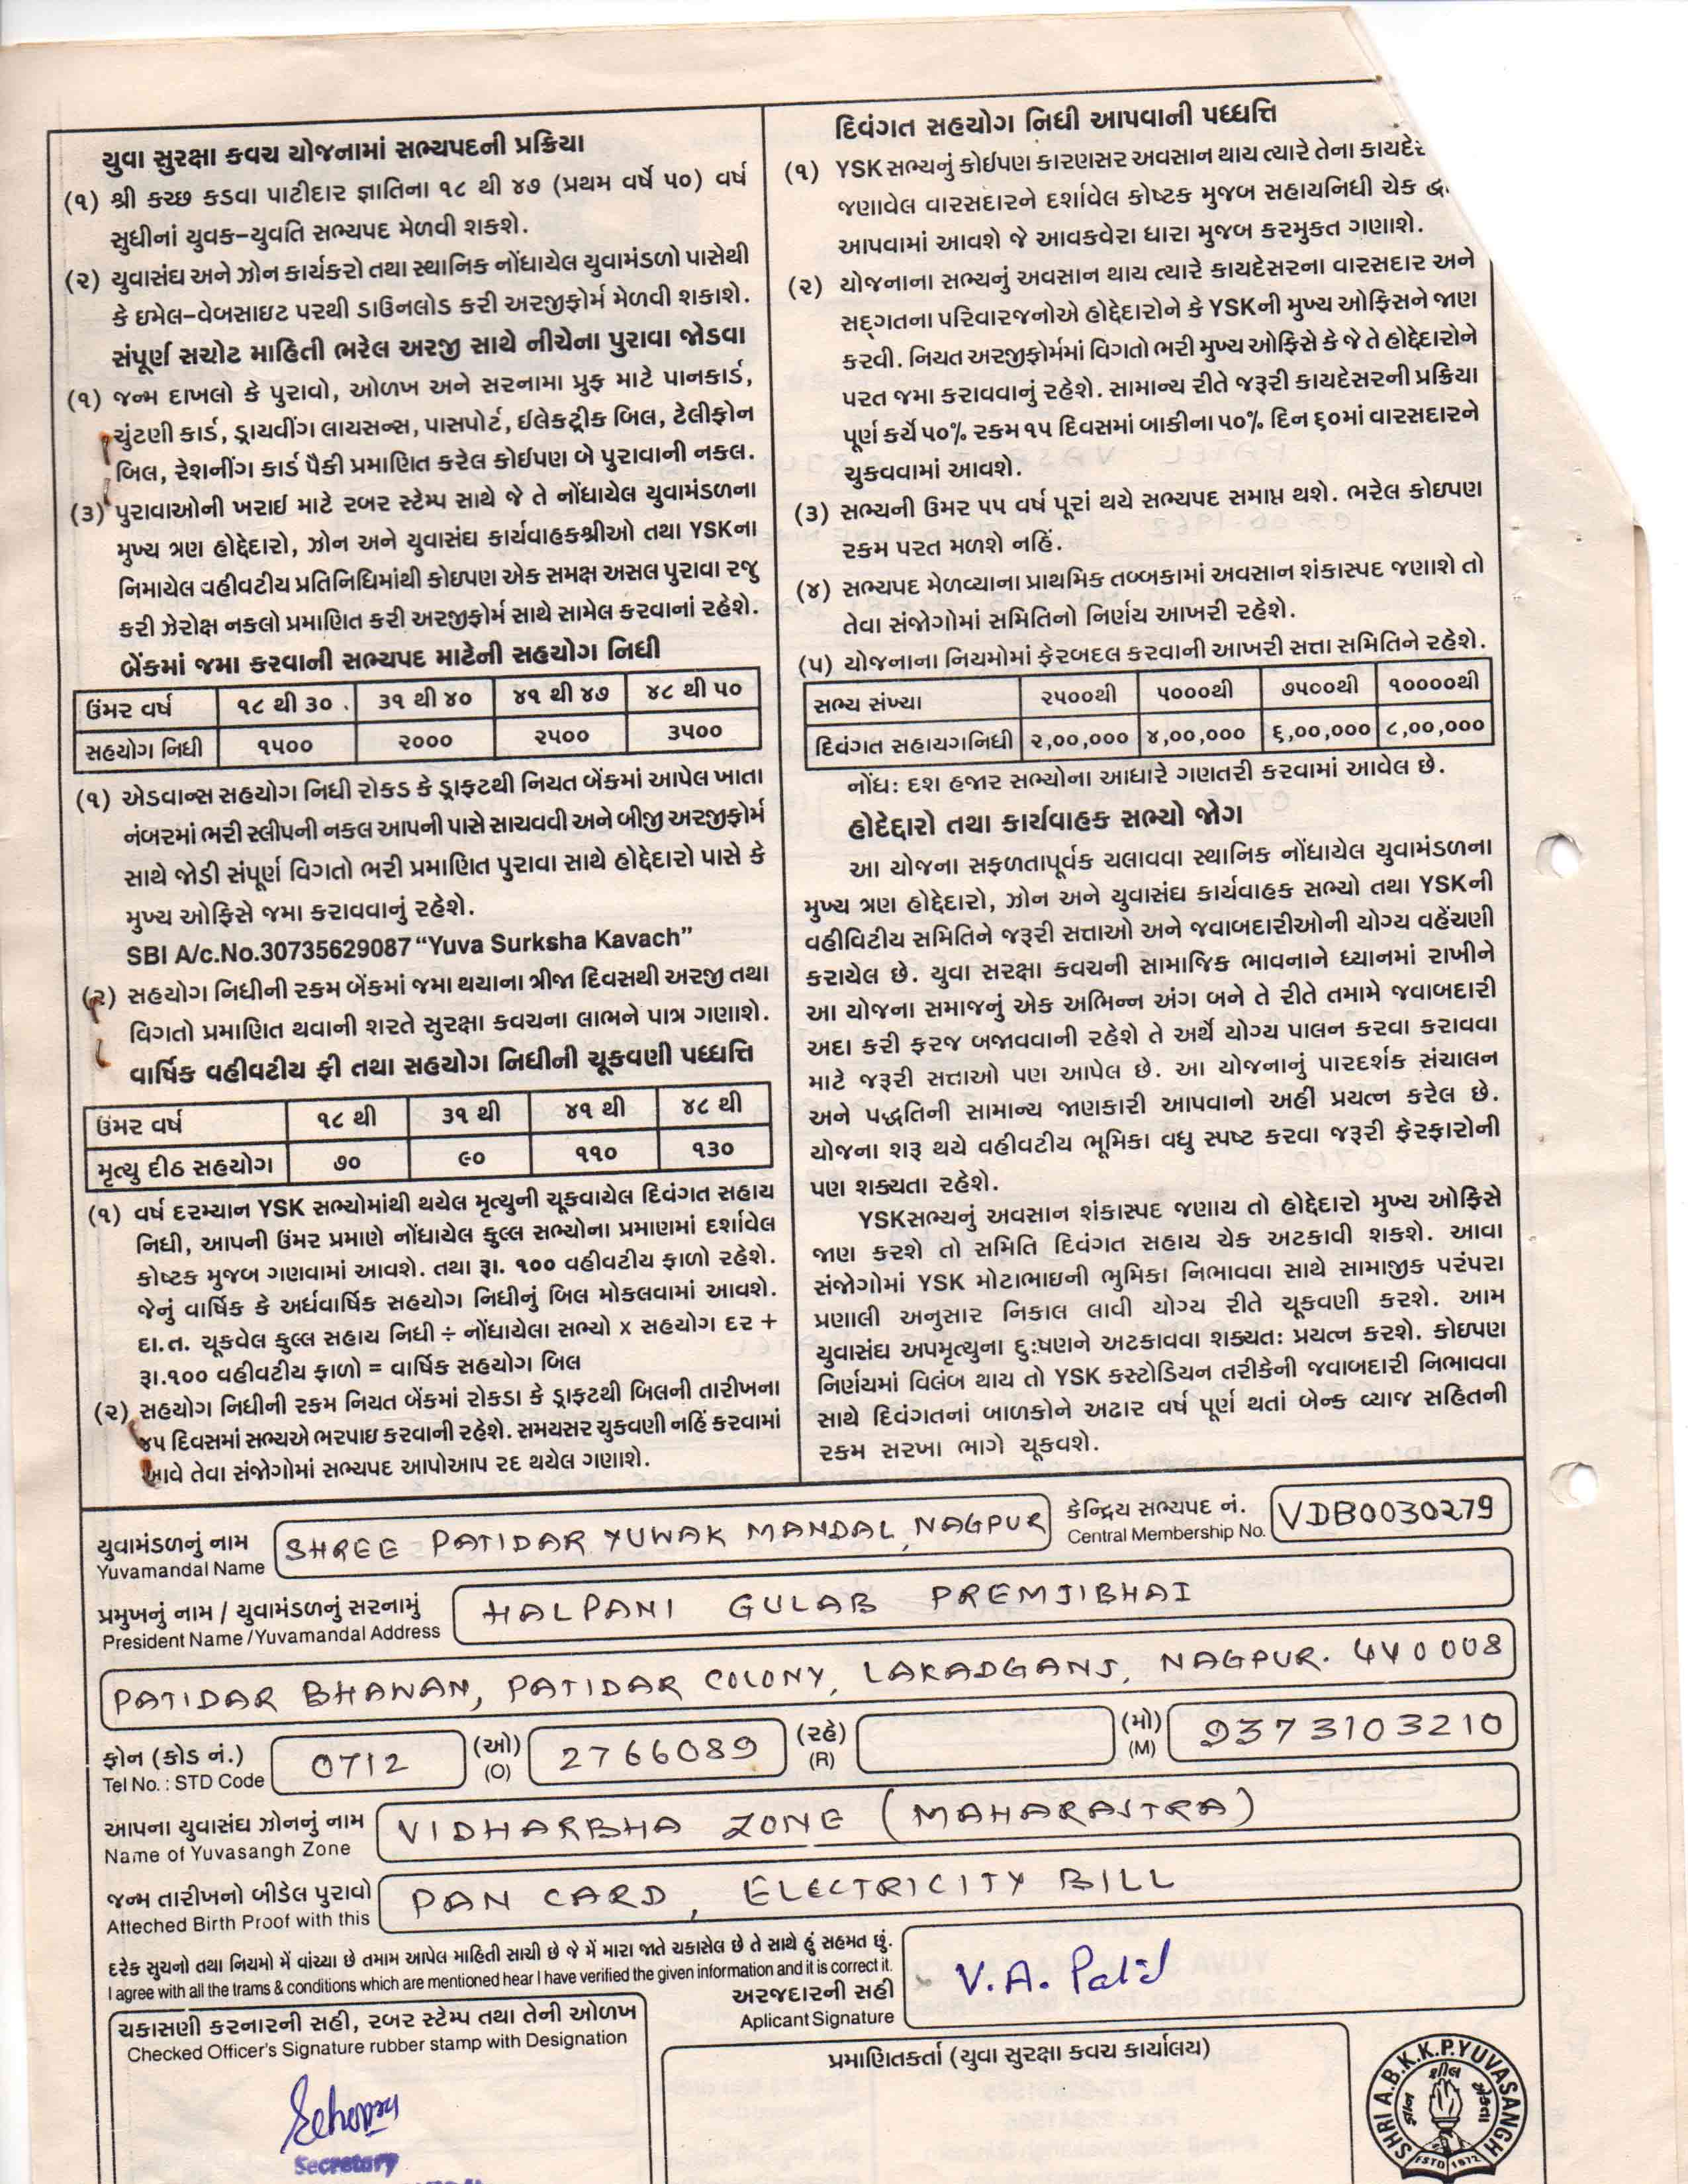 યુવા સુરક્ષા કવચ યોજનામાં સભ્યપદની પ્રક્રિયા
(૧) શ્રી કચ્છ કડવા પાટીદાર જ્ઞાતિના ૧૮ થી ૪૭ (પ્રથમ વર્ષે ૫૦) વર્ષ
સુધીનાં યુવક-યુવતિ સભ્યપદ મેળવી શકશે.
(૨) યુવાસંઘ અને ઝોન કાર્યકરો તથા સ્થાનિક નોંધાયેલ યુવામંડળો પાસેથી
કે ઇમેલ-વેબસાઇટ પરથી ડાઉનલોડ કરી અરજીફોર્મ મેળવી શકાશે.
સંપૂર્ણ સચોટ માહિતી ભરેલ અરજી સાથે નીચેના પુરાવા જોડવા
(૧) જન્મ દાખલો કે પુરાવો, ઓળખ અને સરનામા પ્રુફ માટે પાનકાર્ડ,
ચુંટણી કાર્ડ, ડ્રાયવીંગ લાયસન્સ, પાસપોર્ટ, ઈલેક્ટ્રીક બિલ, ટેલીફોન
બિલ, રેશનીંગ કાર્ડ પૈકી પ્રમાણિત કરેલ કોઈપણ બે પુરાવાની નકલ.
(૩) પુરાવાઓની ખરાઈ માટે રબર સ્ટેમ્પ સાથે જે તે નોંધાયેલ યુવામંડળના
મુખ્ય ત્રણ હોદ્દેદારો, ઝોન અને યુવાસંઘ કાર્યવાહકશ્રીઓ તથા YSKના
નિમાયેલ વહીવટીય પ્રતિનિધિમાંથી કોઇપણ એક સમક્ષ અસલ પુરાવા રજુ
કરી ઝેરોક્ષ નકલો પ્રમાણિત કરી અરજીફોર્મ સાથે સામેલ કરવાનાં રહેશે.
બેંકમાં જમા કરવાની સભ્યપદ માટેની સહયોગ નિધી
ઉંમર વર્ષ ૧૮ થી ૩૦ ૩૧ થી ૪૦ ૪૧ થી ૪૭ ૪૮ થી ૫૦
સહયોગ નિધી ૧૫૦૦ ૨૦૦૦ ૨૫૦૦ ૩૫૦૦
(૧) એડવાન્સ સહયોગ નિધી રોકડ કે ડ્રાફટથી નિયત બેંકમાં આપેલ ખાતા
નંબરમાં ભરી સ્લીપની નકલ આપની પાસે સાચવવી અને બીજી અરજીફોર્મ
સાથે જોડી સંપૂર્ણ વિગતો ભરી પ્રમાણિત પુરાવા સાથે હોદ્દેદારો પાસે કે
મુખ્ય ઓફિસે જમા કરાવવાનું રહેશે.
SBI A/c.No.30735629087 “Yuva Surksha Kavach”
(૨) સહયોગ નિધીની રકમ બેંકમાં જમા થયાના ત્રીજા દિવસથી અરજી તથા
વિગતો પ્રમાણિત થવાની શરતે સુરક્ષા કવચના લાભને પાત્ર ગણાશે.
વાર્ષિક વહીવટીય ફી તથા સહયોગ નિધીની ચૂકવણી પધ્ધત્તિ
ઉંમર વર્ષ ૧૮ થી ૩૧ થી ૪૧ થી ૪૮ થી
મૃત્યુ દીઠ સહયોગ ૭૦ ૯૦ ૧૧૦ ૧૩૦
(૧) વર્ષ દરમ્યાન YSK સભ્યોમાંથી થયેલ મૃત્યુની ચૂકવાયેલ દિવંગત સહાય
નિધી, આપની ઉંમર પ્રમાણે નોંધાયેલ કુલ્લ સભ્યોના પ્રમાણમાં દર્શાવેલ
કોષ્ટક મુજબ ગણવામાં આવશે. તથા રૂા. ૧૦૦ વહીવટીય ફાળો રહેશે.
જેનું વાર્ષિક કે અર્ધવાર્ષિક સહયોગ નિધીનું બિલ મોકલવામાં આવશે.
દા.ત. ચૂકવેલ કુલ્લ સહાય નિધી ÷ નોંધાયેલા સભ્યો x સહયોગ દર +
રૂા.૧૦૦ વહીવટીય ફાળો = વાર્ષિક સહયોગ બિલ
(૨) સહયોગ નિધીની રકમ નિયત બેંકમાં રોકડા કે ડ્રાફટથી બિલની તારીખના
૪૫ દિવસમાં સભ્યએ ભરપાઇ કરવાની રહેશે. સમયસર ચુકવણી નહિં કરવામાં
આવે તેવા સંજોગોમાં સભ્યપદ આપોઆપ રદ થયેલ ગણાશે.
દિવંગત સહયોગ નિધી આપવાની પધ્ધત્તિ
(૧) YSK સભ્યનું કોઈપણ કારણસર અવસાન થાય ત્યારે તેના
જણાવેલ વારસદારને દર્શાવેલ કોષ્ટક મુજબ સહાયનિધી ચેક
આપવામાં આવશે જે આવકવેરા ધારા મુજબ કરમુકત ગણાશે.
(૨) યોજનાના સભ્યનું અવસાન થાય ત્યારે કાયદેસરના વારસદાર અને
સદ્ગતના પરિવારજનોએ હોદ્દેદારોને કે YSKની મુખ્ય ઓફિસને જાણ
કરવી. નિયત અરજીફોર્મમાં વિગતો ભરી મુખ્ય ઓફિસે કે જે તે હોદ્દેદારોને
પરત જમા કરાવવાનું રહેશે. સામાન્ય રીતે જરૂરી કાયદેસરની પ્રક્રિયા
પૂર્ણ કર્યે ૫૦% રકમ ૧૫ દિવસમાં બાકીના ૫૦% દિન ૬૦માં વારસદારને
ચુકવવામાં આવશે.
(૩) સભ્યની ઉમર ૫૫ વર્ષ પૂરાં થયે સભ્યપદ સમાપ્ત થશે. ભરેલ કોઇપણ
રકમ પરત મળશે નહિં.
(૪) સભ્યપદ મેળવ્યાના પ્રાથમિક તબ્બકામાં અવસાન શંકાસ્પદ જણાશે તો
તેવા સંજોગોમાં સમિતિનો નિર્ણય આખરી રહેશે.
(૫) યોજનાના નિયમોમાં ફેરબદલ કરવાની આખરી સત્તા સમિતિને રહેશે.
સભ્ય સંખ્યા ૨૫૦૦થી ૫૦૦૦થી ૭૫૦૦થી ૧૦૦૦૦થી
દિવંગત સહાયગનિધી ૨,૦૦,૦૦૦ ૪,૦૦,૦૦૦ ૬,૦૦,૦૦૦ ૮,૦૦,૦૦૦
નોંધ: દશ હજાર સભ્યોના આધારે ગણતરી કરવામાં આવેલ છે.
હોદેદ્દારો તથા કાર્યવાહક સભ્યો જોગ
આ યોજના સફળતાપૂર્વક ચલાવવા સ્થાનિક નોંધાયેલ યુવામંડળના
મુખ્ય ત્રણ હોદ્દેદારો, ઝોન અને યુવાસંઘ કાર્યવાહક સભ્યો તથા YSKની
વહીવિટીય સમિતિને જરૂરી સત્તાઓ અને જવાબદારીઓની યોગ્ય વહેંચણી
કરાયેલ છે. યુવા સરક્ષા કવચની સામાજિક ભાવનાને ધ્યાનમાં રાખીને
આ યોજના સમાજનું એક અભિન્ન અંગ બને તે રીતે તમામે જવાબદારી
અદા કરી ફરજ બજાવવાની રહેશે તે અર્થે યોગ્ય પાલન કરવા કરાવવા
માટે જરૂરી સત્તાઓ પણ આપેલ છે. આ યોજનાનું પારદર્શક સંચાલન
અને પદ્ધતિની સામાન્ય જાણકારી આપવાનો અહીં પ્રયત્ન કરેલ છે.
યોજના શરૂ થયે વહીવટીય ભૂમિકા વધુ સ્પષ્ટ કરવા જરૂરી ફેરફારોની
પણ શક્યતા રહેશે.
YSKસભ્યનું અવસાન શંકાસ્પદ જણાય તો હોદ્દેદારો મુખ્ય ઓફિસે
જાણ કરશે તો સમિતિ દિવંગત સહાય ચેક અટકાવી શકશે. આવા
સંજોગોમાં YSK મોટાભાઇની ભુમિકા નિભાવવા સાથે સામાજીક પરંપરા
પ્રણાલી અનુસાર નિકાલ લાવી યોગ્ય રીતે ચૂકવણી કરશે. આમ
યુવાસંઘ અપમૃત્યુના દુ:ષણને અટકાવવા શક્યત: પ્રયત્ન કરશે. કોઇપણ
નિર્ણયમાં વિલંબ થાય તો YSK કસ્ટોડિયન તરીકેની જવાબદારી નિભાવવા
સાથે દિવંગતનાં બાળકોને અઢાર વર્ષ પૂર્ણ થતાં બેન્ક વ્યાજ સહિતની
રકમ સરખા ભાગે ચૂકવશે.
યુવામંડળનું નામ SHREE PATIDAR YUWAK MANDAL, NAGPUR કેન્દ્રિય સભ્યપદ નં. VDB0030279
Yuvamandal Name Central Membership No.
પ્રમુખનું નામ / યુવામંડળનું સરનામું HALPANI GULAB PREMJIBHAI
President Name /Yuvamandal Address
PATIDAR BHAWAN, PATIDAR COLONY, LAKADGANJ, NAGPUR. 440008
ફોન (કોડ નં.) 0712 (ઓ) 2766089 (રહે) (મો) 9373103210
Tel No. : STD Code (O) (R) (M)
આપના યુવાસંઘ ઝોનનું નામ VIDHARBHA ZONE (MAHARASTRA)
Name of Yuvasangh Zone
જન્મ તારીખનો બીડેલ પુરાવો PAN CARD, ELECTRICITY BILL
Atteched Birth Proof with this
દરેક સુચનો તથા નિયમો મેં વાંચ્યા છે તમામ આપેલ માહિતી સાચી છે જે મેં મારા જાતે ચકાસેલ છે તે સાથે હું સહમત છું.
I agree with all the trams & conditions which are mentioned hear I have verified the given information and it is correct it.
અરજદારની સહી V.A. Patel
Aplicant Signature
ચકાસણી કરનારની સહી, રબર સ્ટેમ્પ તથા તેની ઓળખ
Checked Officer's Signature rubber stamp with Designation
Secretary
પ્રમાણિતકર્તા (યુવા સુરક્ષા કવચ કાર્યાલય)
SHRI A.B.K.K.P.YUVASANGH
શીલ
જ્ઞાન એકતા
ESTD 1972